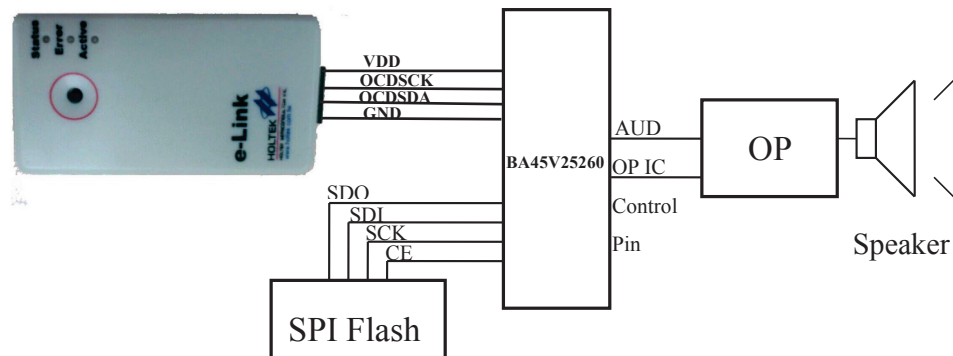 Status
Error
Active
e-Link
HOLTEK
VDD
OCDSCK
OCDSDA
GND
BA45V25260
AUD
OP IC
Control
Pin
OP
Speaker
SDO
SDI
SCK
CE
SPI Flash